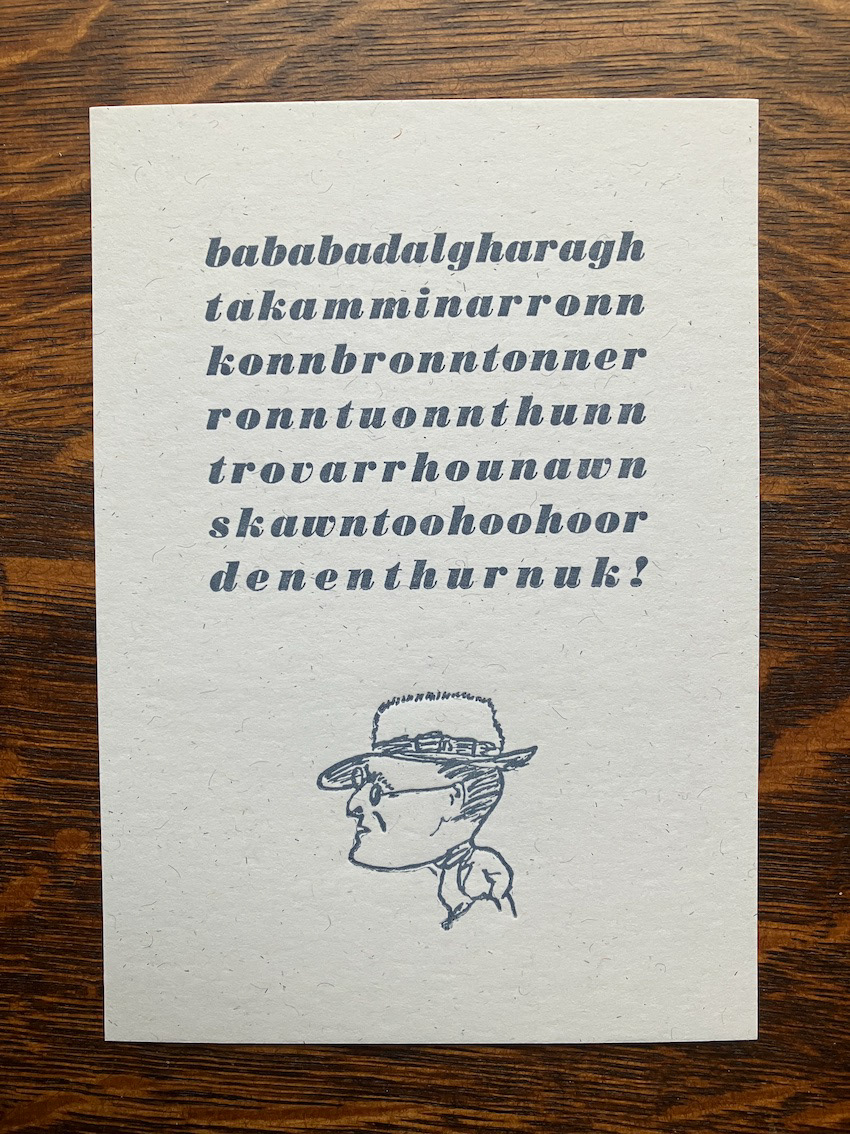 bababadalgharagh
takamminarronn
konnbronntonner
ronntuonnthunn
trovarrhounawn
skawntoohoohoor
denenthurnuk!